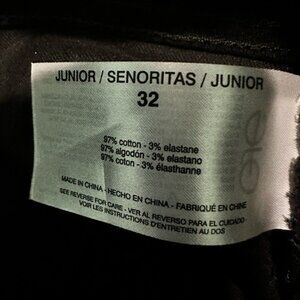 JUNIOR / SENORITAS / JUNIOR
32
97% cotton - 3% elastane
97% algodón - 3% elastano
97% coton - 3% élasthanne
MADE IN CHINA - HECHO EN CHINA - FABRIQUÉ EN CHINE
SEE REVERSE FOR CARE - VER AL REVERSO PARA EL CUIDADO
VOIR LES INSTRUCTIONS D'ENTRETIEN AU DOS